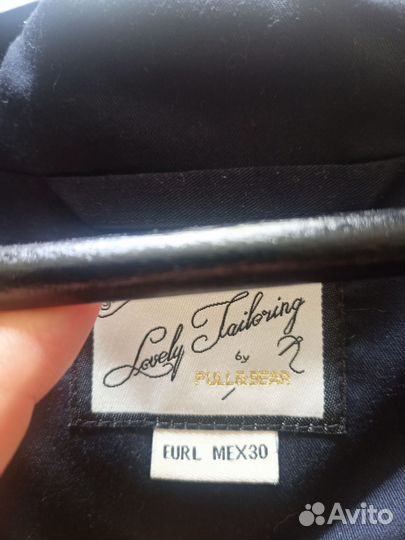 Lovely Tailoring
by
PULL&BEAR
EURL MEX30
Avito